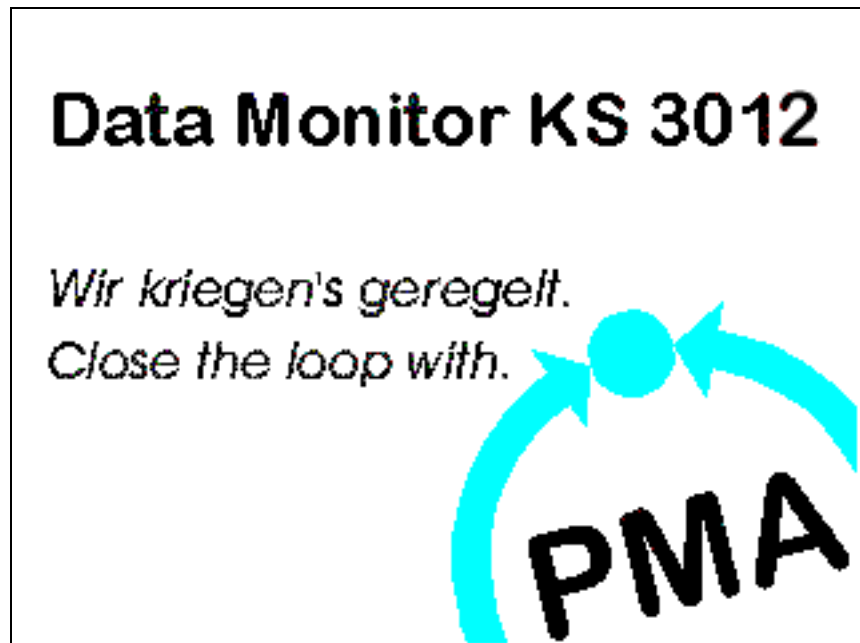 Data Monitor KS 3012
Wir kriegen's geregelt.
Close the loop with.
PMA